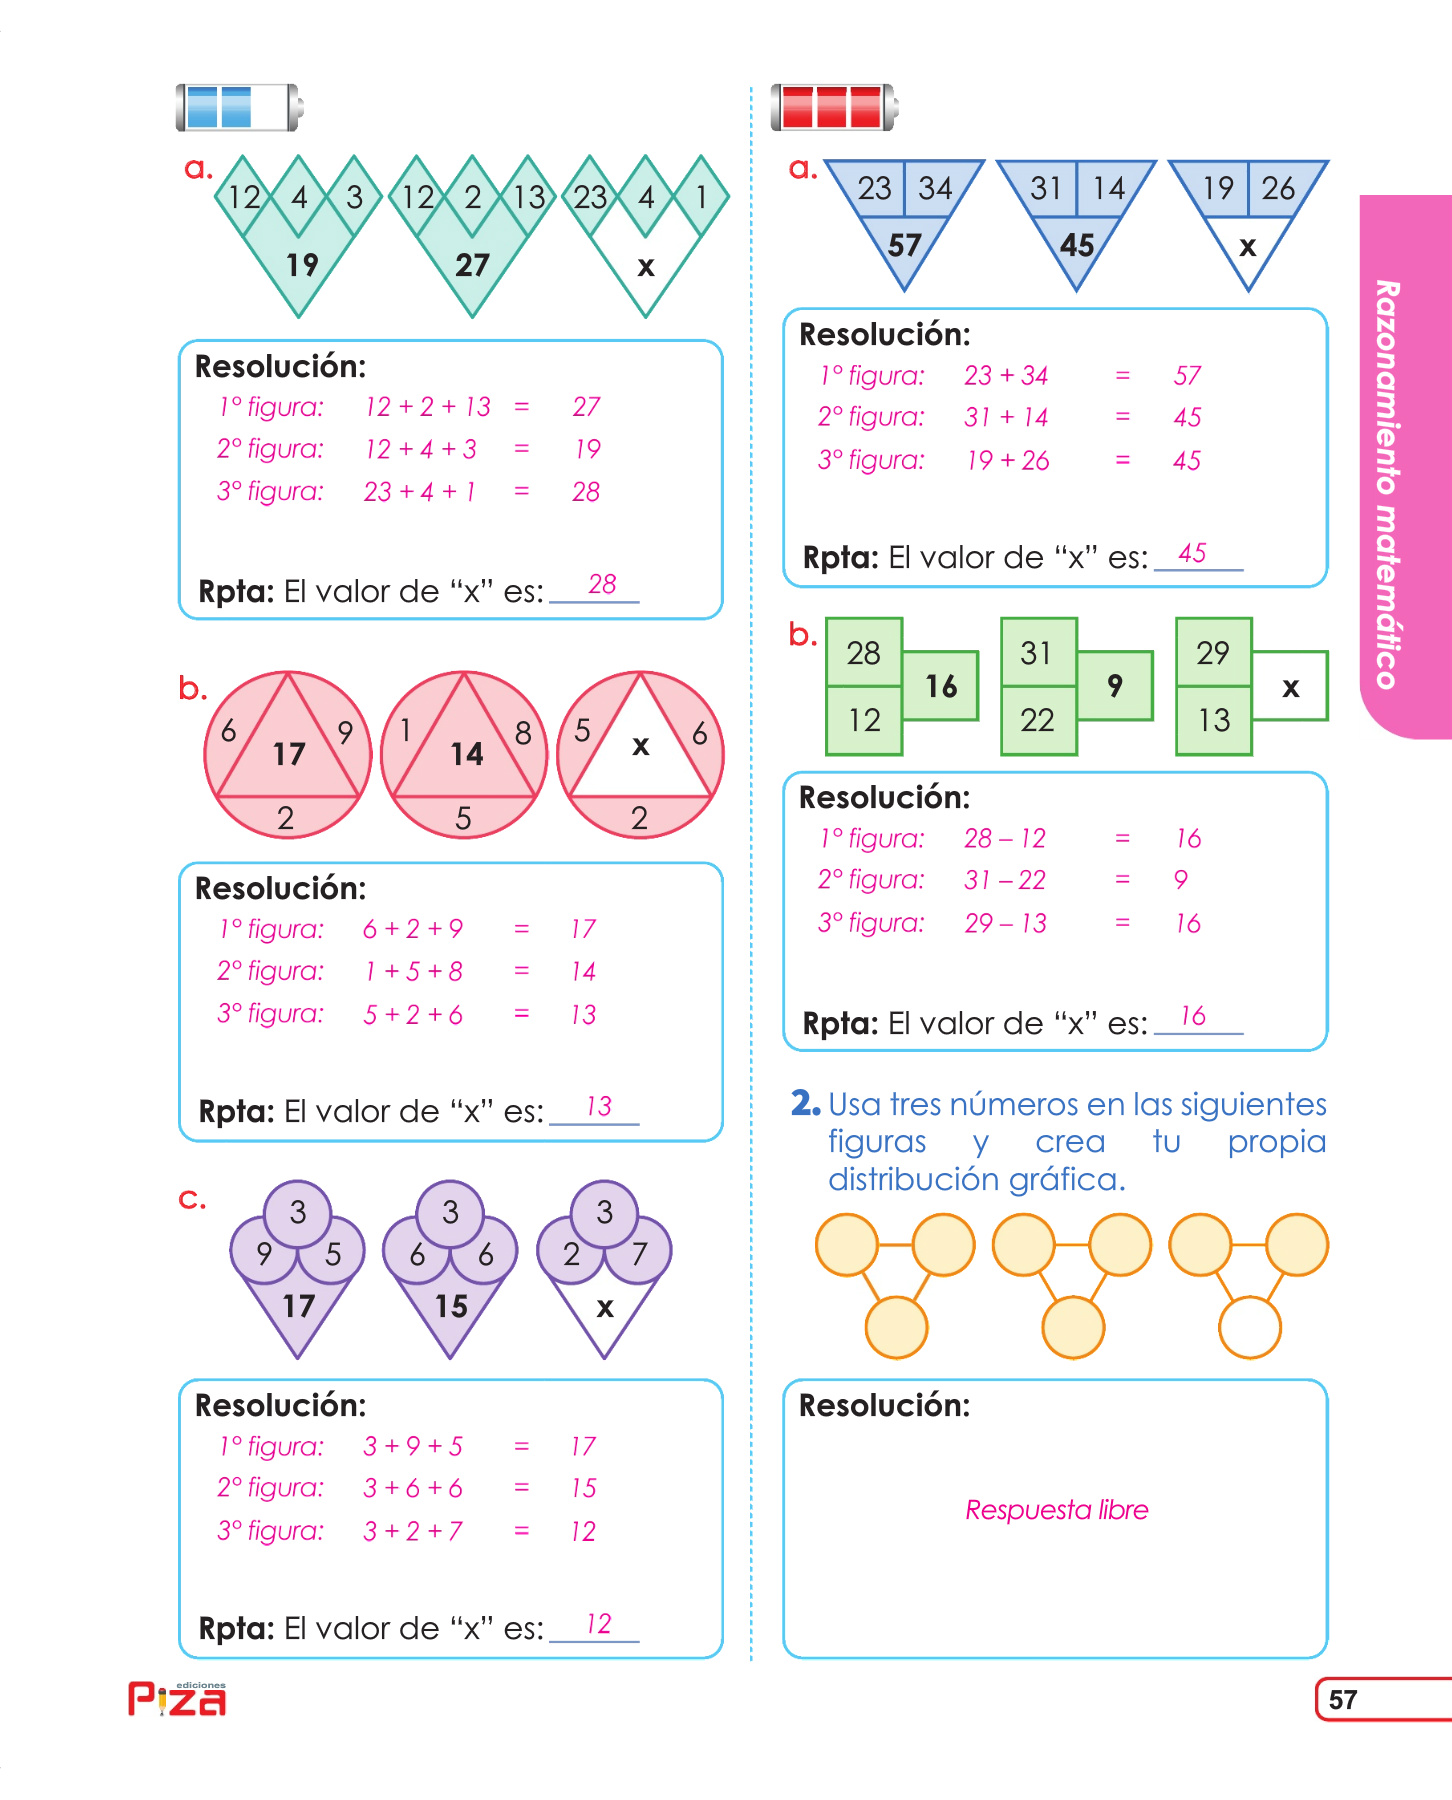 a.
12 4 3 12 2 13 23 4 1
19 27 x
Resolución:
1° figura: 12 + 2 + 13 = 27
2° figura: 12 + 4 + 3 = 19
3° figura: 23 + 4 + 1 = 28
Rpta: El valor de “x” es: 28
b.
6 9 1 8 5 6
17 14 x
2 5 2
Resolución:
1° figura: 6 + 2 + 9 = 17
2° figura: 1 + 5 + 8 = 14
3° figura: 5 + 2 + 6 = 13
Rpta: El valor de “x” es: 13
c.
3 3 3
9 5 6 6 2 7
17 15 x
Resolución:
1° figura: 3 + 9 + 5 = 17
2° figura: 3 + 6 + 6 = 15
3° figura: 3 + 2 + 7 = 12
Rpta: El valor de “x” es: 12
a.
23 34 31 14 19 26
57 45 x
Resolución:
1° figura: 23 + 34 = 57
2° figura: 31 + 14 = 45
3° figura: 19 + 26 = 45
Rpta: El valor de “x” es: 45
b.
28 31 29
16 9 x
12 22 13
Resolución:
1° figura: 28 – 12 = 16
2° figura: 31 – 22 = 9
3° figura: 29 – 13 = 16
Rpta: El valor de “x” es: 16
2. Usa tres números en las siguientes
figuras y crea tu propia
distribución gráfica.
Resolución:
Respuesta libre
Razonamiento matemático
ediciones
Piza
57